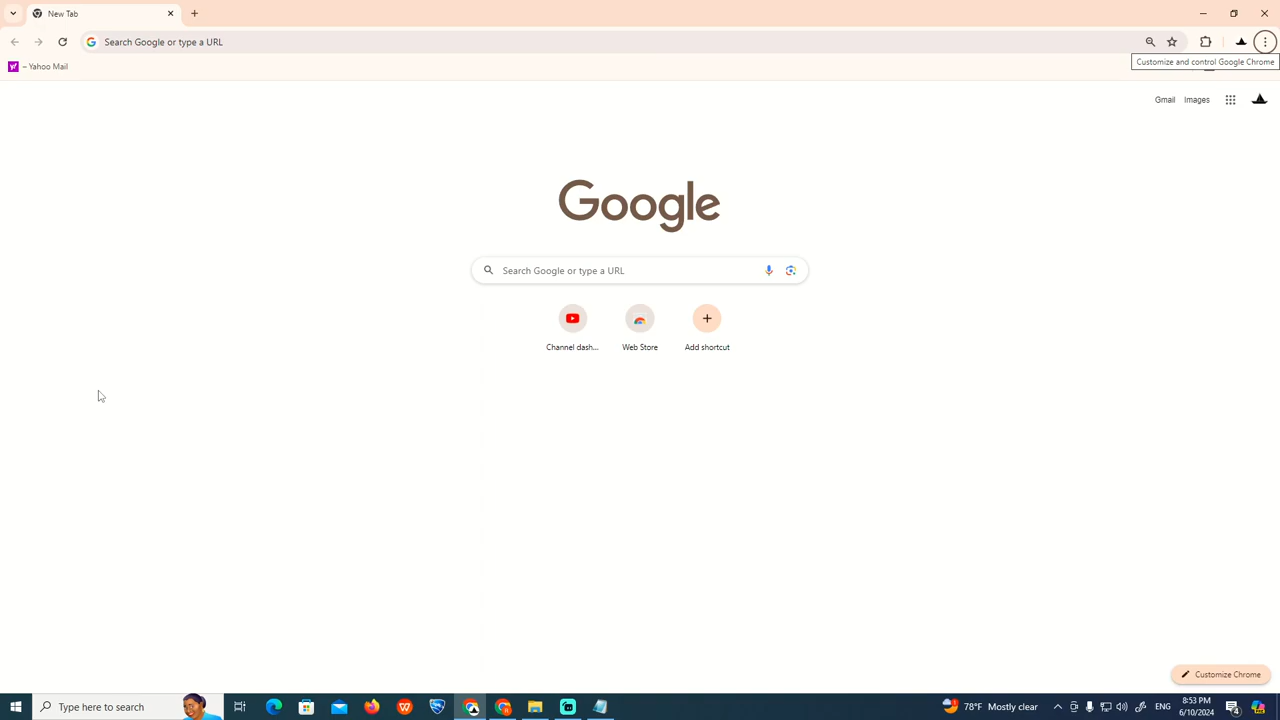 New Tab
Search Google or type a URL
Customize and control Google Chrome
– Yahoo Mail
Gmail Images
Google
Search Google or type a URL
Channel dash... Web Store Add shortcut
Customize Chrome
Type here to search
78°F Mostly clear ENG 8:53 PM
6/10/2024 4